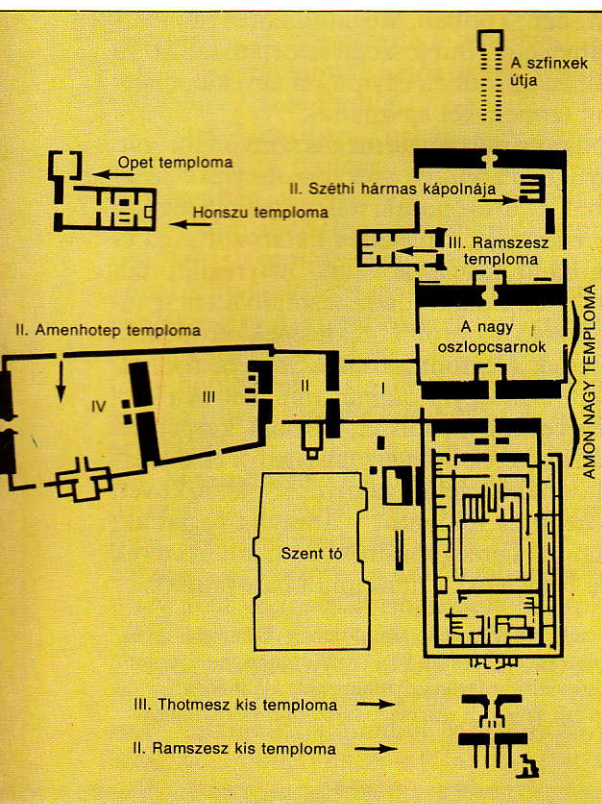 A szfinxek
útja
Opet temploma
II. Széthi hármas kápolnája
Honszu temploma
III. Ramszesz
temploma
II. Amenhotep temploma
A nagy
oszlopcsarnok
AMON NAGY TEMPLOMA
IV
III
II
I
Szent tó
III. Thotmesz kis temploma
II. Ramszesz kis temploma